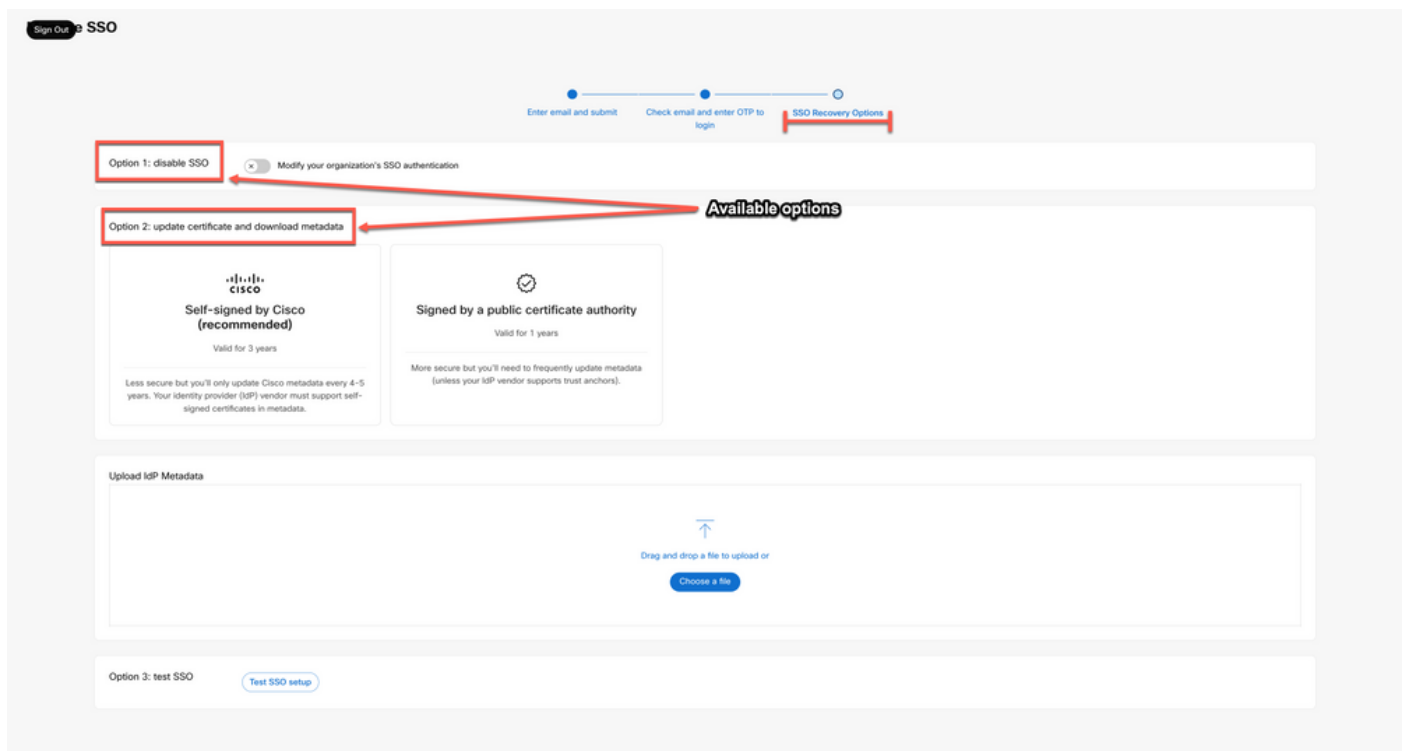 Sign Out e SSO
Enter email and submit
Check email and enter OTP to
login
SSO Recovery Options
Option 1: disable SSO
Modify your organization's SSO authentication
Available options
Option 2: update certificate and download metadata
CISCO
Self-signed by Cisco
(recommended)
Valid for 3 years
Less secure but you'll only update Cisco metadata every 4-5
years. Your identity provider (IdP) vendor must support self-
signed certificates in metadata.
Signed by a public certificate authority
Valid for 1 years
More secure but you'll need to frequently update metadata
(unless your IdP vendor supports trust anchors).
Upload IdP Metadata
Drag and drop a file to upload or
Choose a file
Option 3: test SSO
Test SSO setup